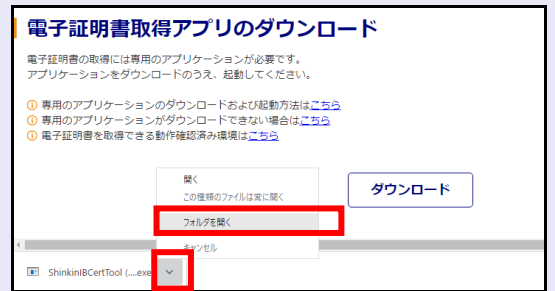 電子証明書取得アプリのダウンロード
電子証明書の取得には専用のアプリケーションが必要です。
アプリケーションをダウンロードのうえ、起動してください。
専用のアプリケーションのダウンロードおよび起動方法はこちら
専用のアプリケーションがダウンロードできない場合はこちら
電子証明書を取得できる動作確認済み環境はこちら
開く
この種類のファイルは常に開く
ダウンロード
フォルダを開く
キャンセル
ShinkinIBCertTool (....exe